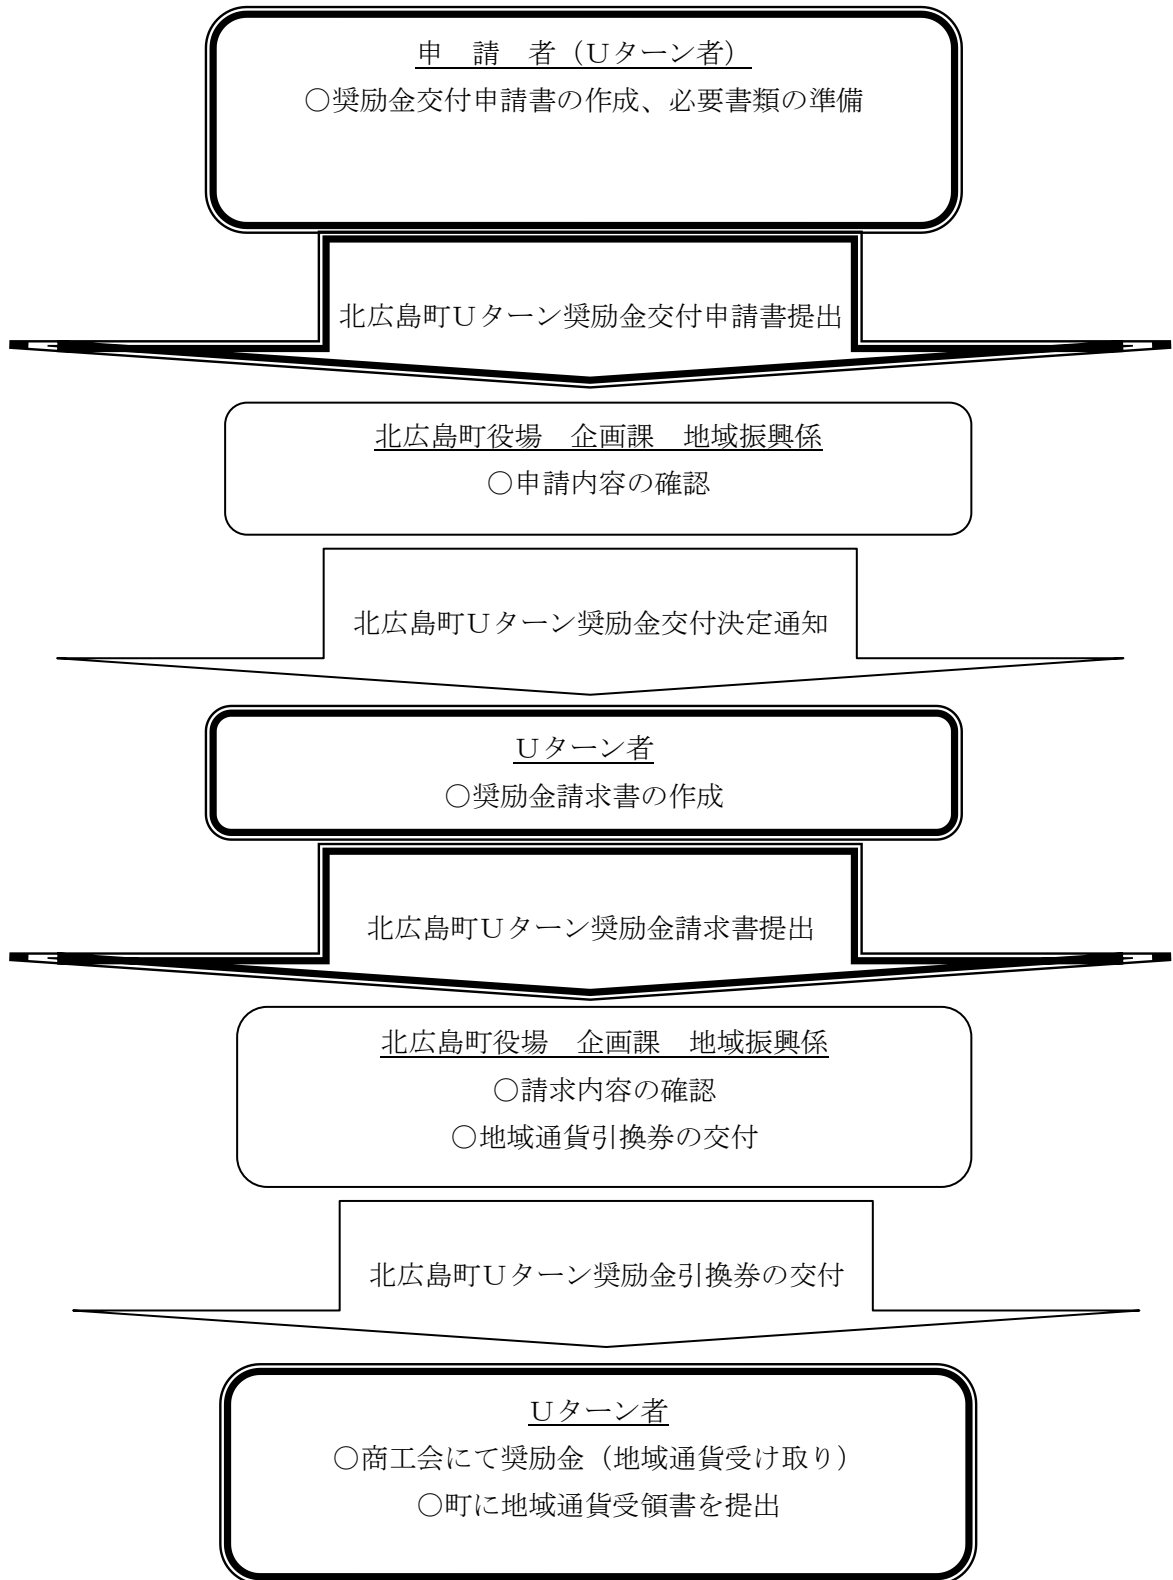 申　請　者（Ｕターン者）
○奨励金交付申請書の作成、必要書類の準備
北広島町Ｕターン奨励金交付申請書提出
北広島町役場　企画課　地域振興係
○申請内容の確認
北広島町Ｕターン奨励金交付決定通知
Ｕターン者
○奨励金請求書の作成
北広島町Ｕターン奨励金請求書提出
北広島町役場　企画課　地域振興係
○請求内容の確認
○地域通貨引換券の交付
北広島町Ｕターン奨励金引換券の交付
Ｕターン者
○商工会にて奨励金（地域通貨受け取り）
○町に地域通貨受領書を提出